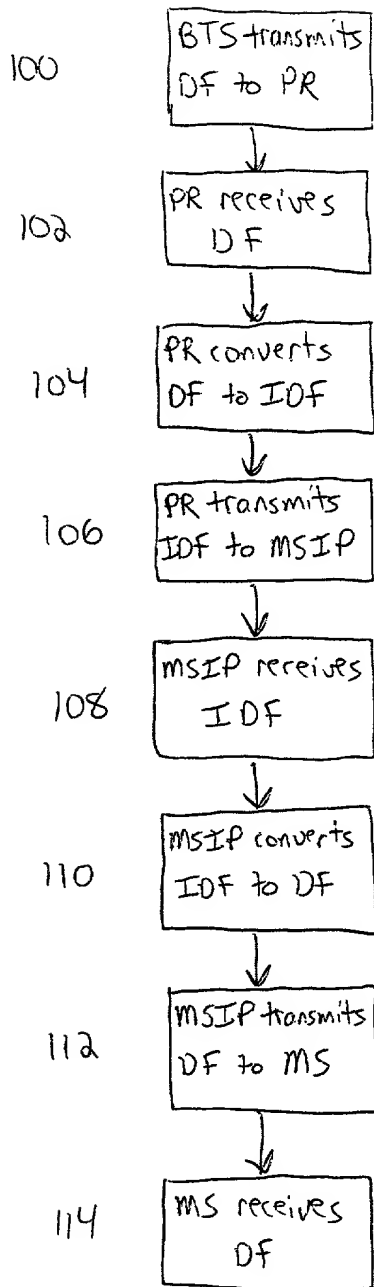 100
BTS transmits
DF to PR
102
PR receives
DF
104
PR converts
DF to IDF
106
PR transmits
IDF to MSIP
108
MSIP receives
IDF
110
MSIP converts
IDF to DF
112
MSIP transmits
DF to MS
114
MS receives
DF